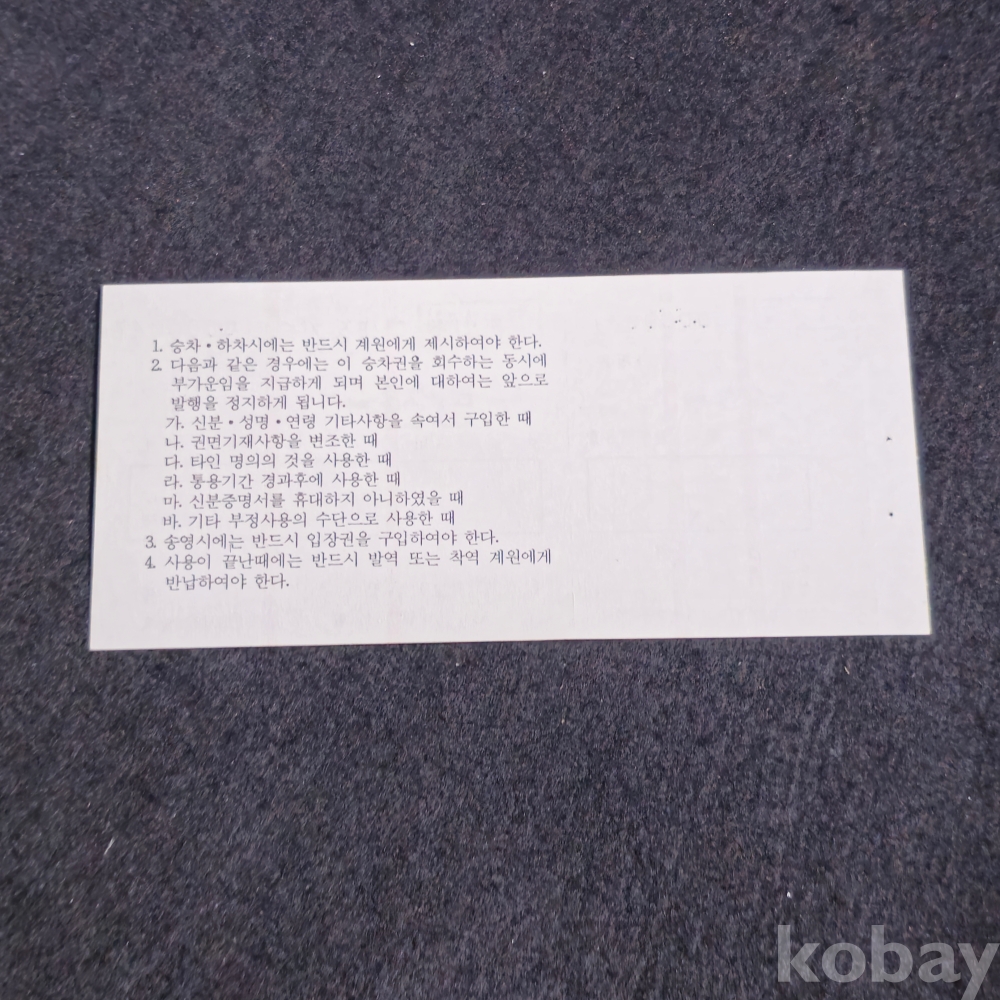 1. 승차·하차시에는 반드시 계원에게 제시하여야 한다.
2. 다음과 같은 경우에는 이 승차권을 회수하는 동시에
부가운임을 지급하게 되며 본인에 대하여는 앞으로
발행을 정지하게 됩니다.
가. 신분·성명·연령 기타사항을 속여서 구입한 때
나. 권면기재사항을 변조한 때
다. 타인 명의의 것을 사용한 때
라. 통용기간 경과후에 사용한 때
마. 신분증명서를 휴대하지 아니하였을 때
바. 기타 부정사용의 수단으로 사용한 때
3. 송영시에는 반드시 입장권을 구입하여야 한다.
4. 사용이 끝난때에는 반드시 발역 또는 착역 계원에게
반납하여야 한다.
kobay